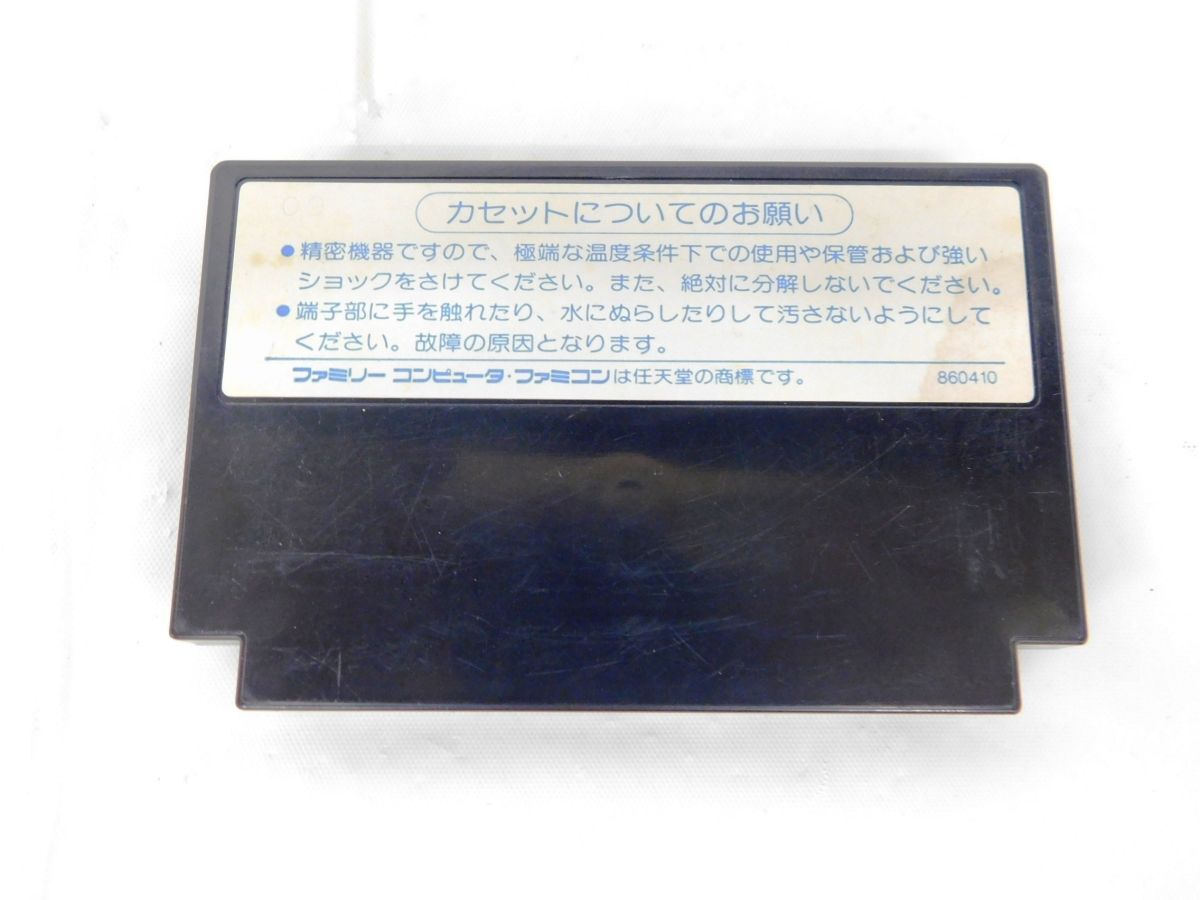 カセットについてのお願い
●精密機器ですので、極端な温度条件下での使用や保管および強い
ショックをさけてください。また、絶対に分解しないでください。
●端子部に手を触れたり、水にぬらしたりして汚さないようにして
ください。故障の原因となります。
ファミリー コンピュータ・ファミコンは任天堂の商標です。 860410